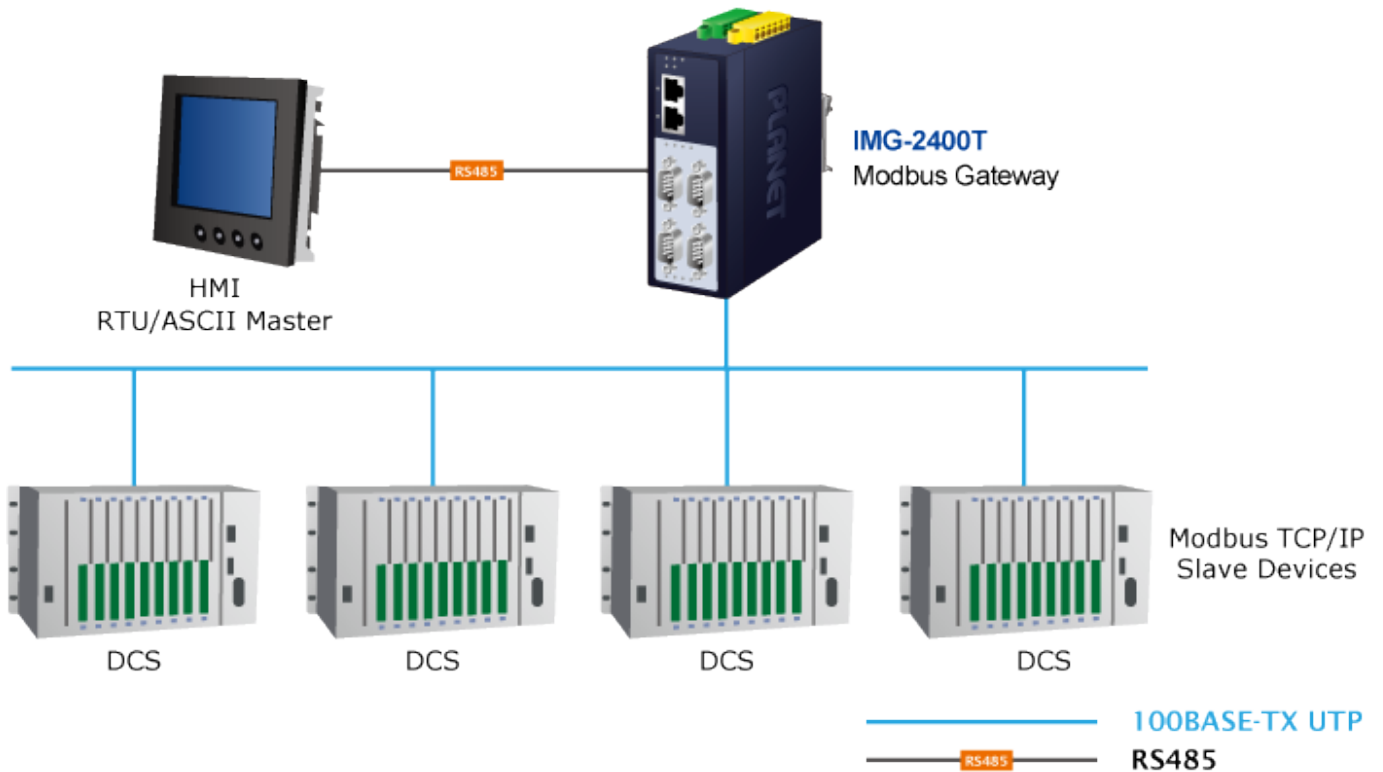 PLANET
IMG-2400T
Modbus Gateway
RS485
HMI
RTU/ASCII Master
Modbus TCP/IP
Slave Devices
DCS
DCS
DCS
DCS
100BASE-TX UTP
RS485
RS485